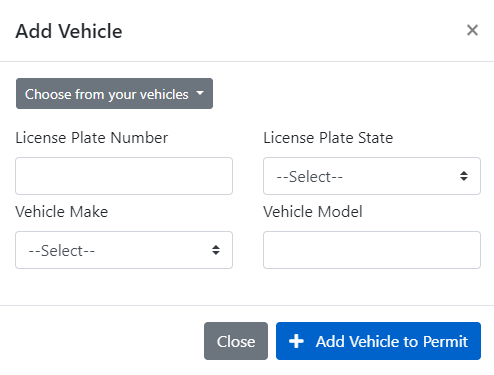 Add Vehicle ×
Choose from your vehicles
License Plate Number License Plate State
--Select--
Vehicle Make Vehicle Model
--Select--
Close + Add Vehicle to Permit